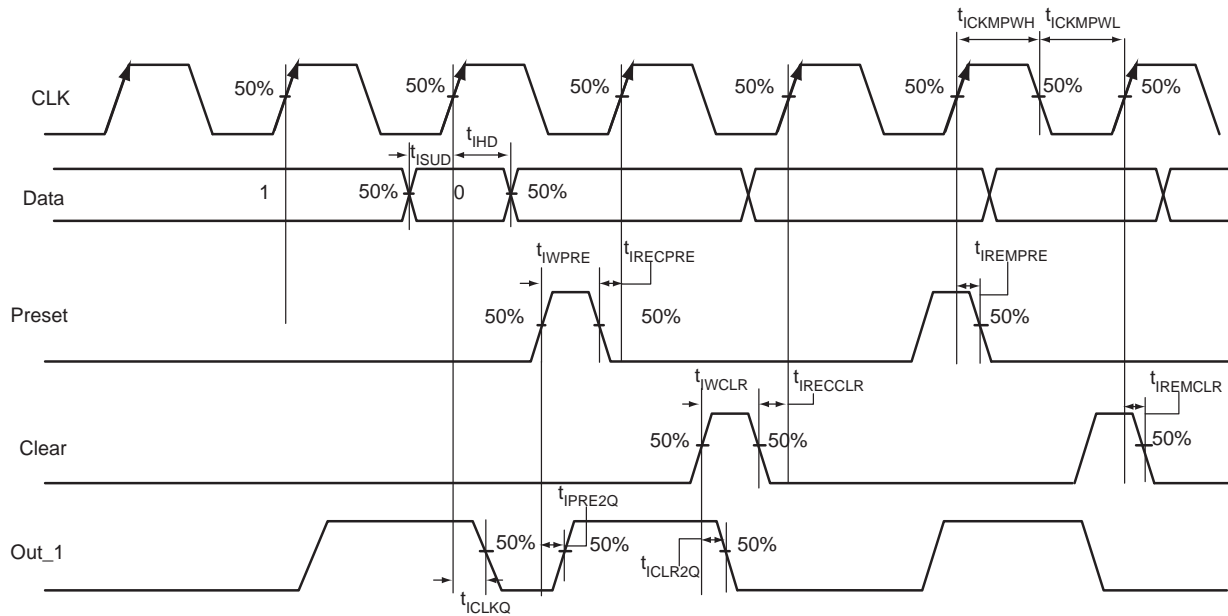 tICKMPWH tICKMPWL
CLK 50% 50% 50% 50% 50% 50% 50%
tISUD tIHD
Data 1 50% 0 50%
tIWPRE tIRECPRE tIREMPRE
Preset 50% 50% 50%
tIWCLR tIRECCLR tIREMCLR
Clear 50% 50% 50%
tIPRE2Q
Out_1 50% 50% 50%
tICLR2Q
tICLKQ